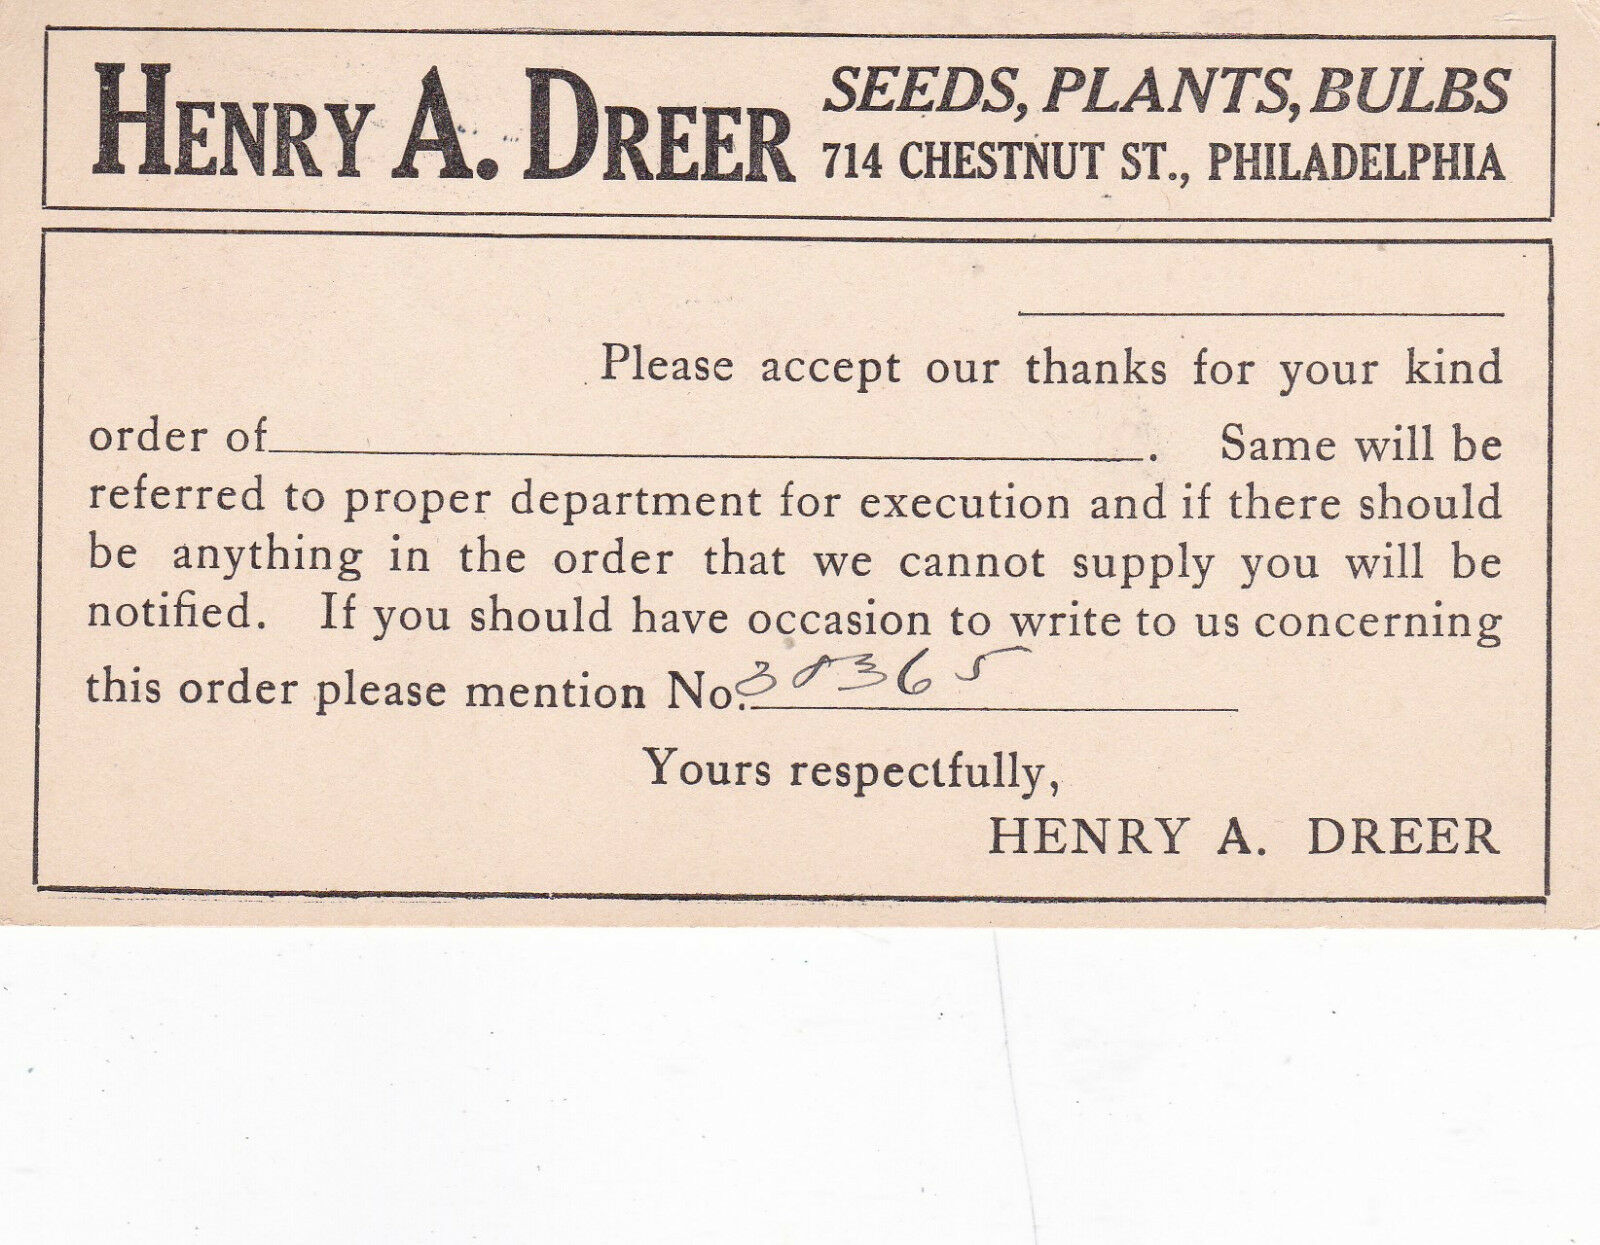 HENRY A. DREER
SEEDS, PLANTS, BULBS
714 CHESTNUT ST., PHILADELPHIA
Please accept our thanks for your kind
order of . Same will be
referred to proper department for execution and if there should
be anything in the order that we cannot supply you will be
notified. If you should have occasion to write to us concerning
this order please mention No. 38365
Yours respectfully,
HENRY A. DREER